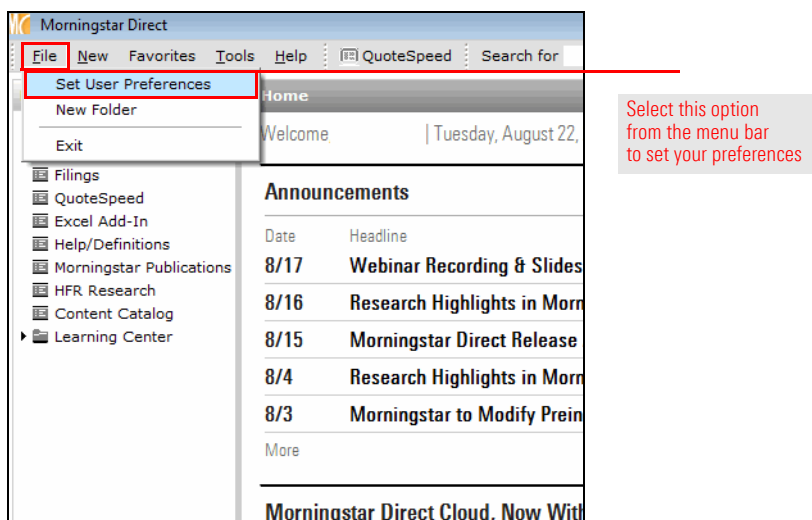 Morningstar Direct
File New Favorites Tools Help QuoteSpeed Search for
Set User Preferences
New Folder
Exit
Home
Welcome | Tuesday, August 22,
Filings
QuoteSpeed
Excel Add-In
Help/Definitions
Morningstar Publications
HFR Research
Content Catalog
Learning Center
Announcements
Date Headline
8/17 Webinar Recording & Slides
8/16 Research Highlights in Morn
8/15 Morningstar Direct Release
8/4 Research Highlights in Morn
8/3 Morningstar to Modify Prein
More
Morningstar Direct Cloud, Now With
Select this option
from the menu bar
to set your preferences